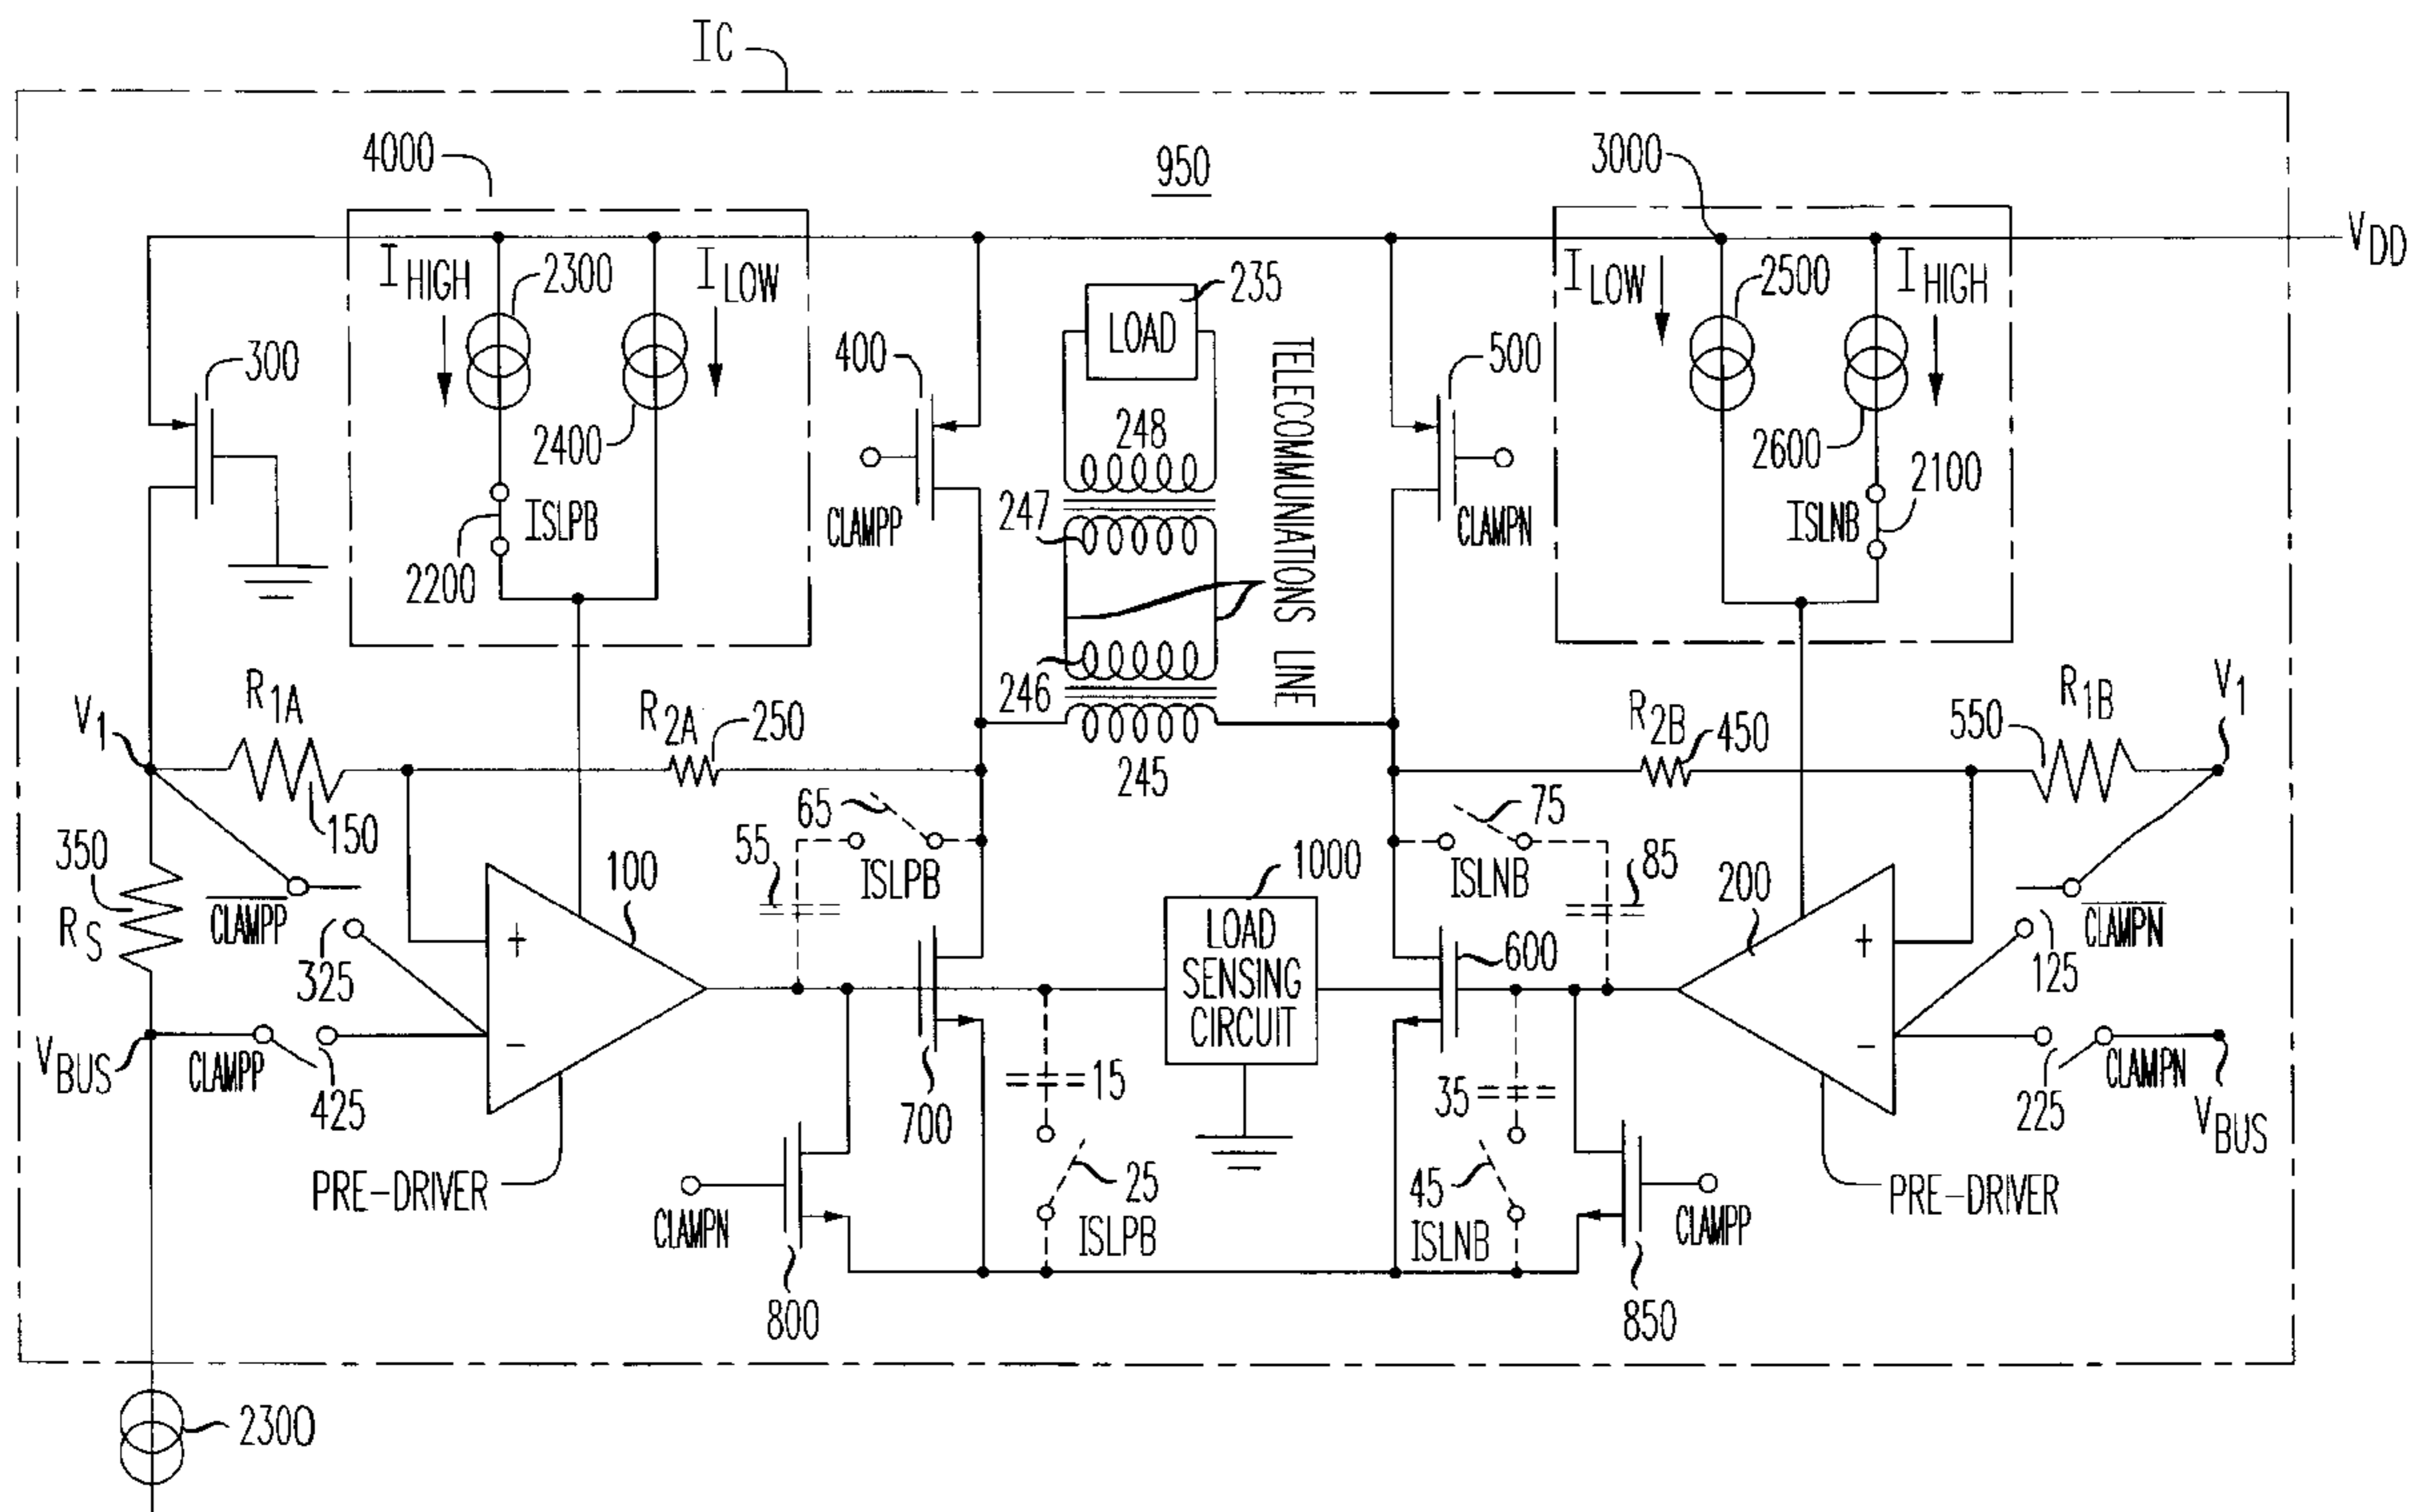 IC
4000
950
3000
VDD
IHIGH
2300
ILOW
235
LOAD
ILOW
2500
IHIGH
300
400
500
2400
248
2600
2100
CLAMPP
247
CLAMPN
ISLPB
ISLNB
2200
TELECOMMUNIATIONS LINE
246
V1
R1A
R2A
250
245
R2B
450
550
R1B
V1
150
65
75
350
55
ISLPB
1000
ISLNB
85
RS
CLAMPP
100
LOAD
SENSING
CIRCUIT
600
200
CLAMPN
325
+
+
125
VBUS
CLAMPP
425
−
700
15
35
−
225
CLAMPN
VBUS
PRE-DRIVER
CLAMPN
25
ISLPB
45
ISLNB
CLAMPP
PRE-DRIVER
800
850
2300